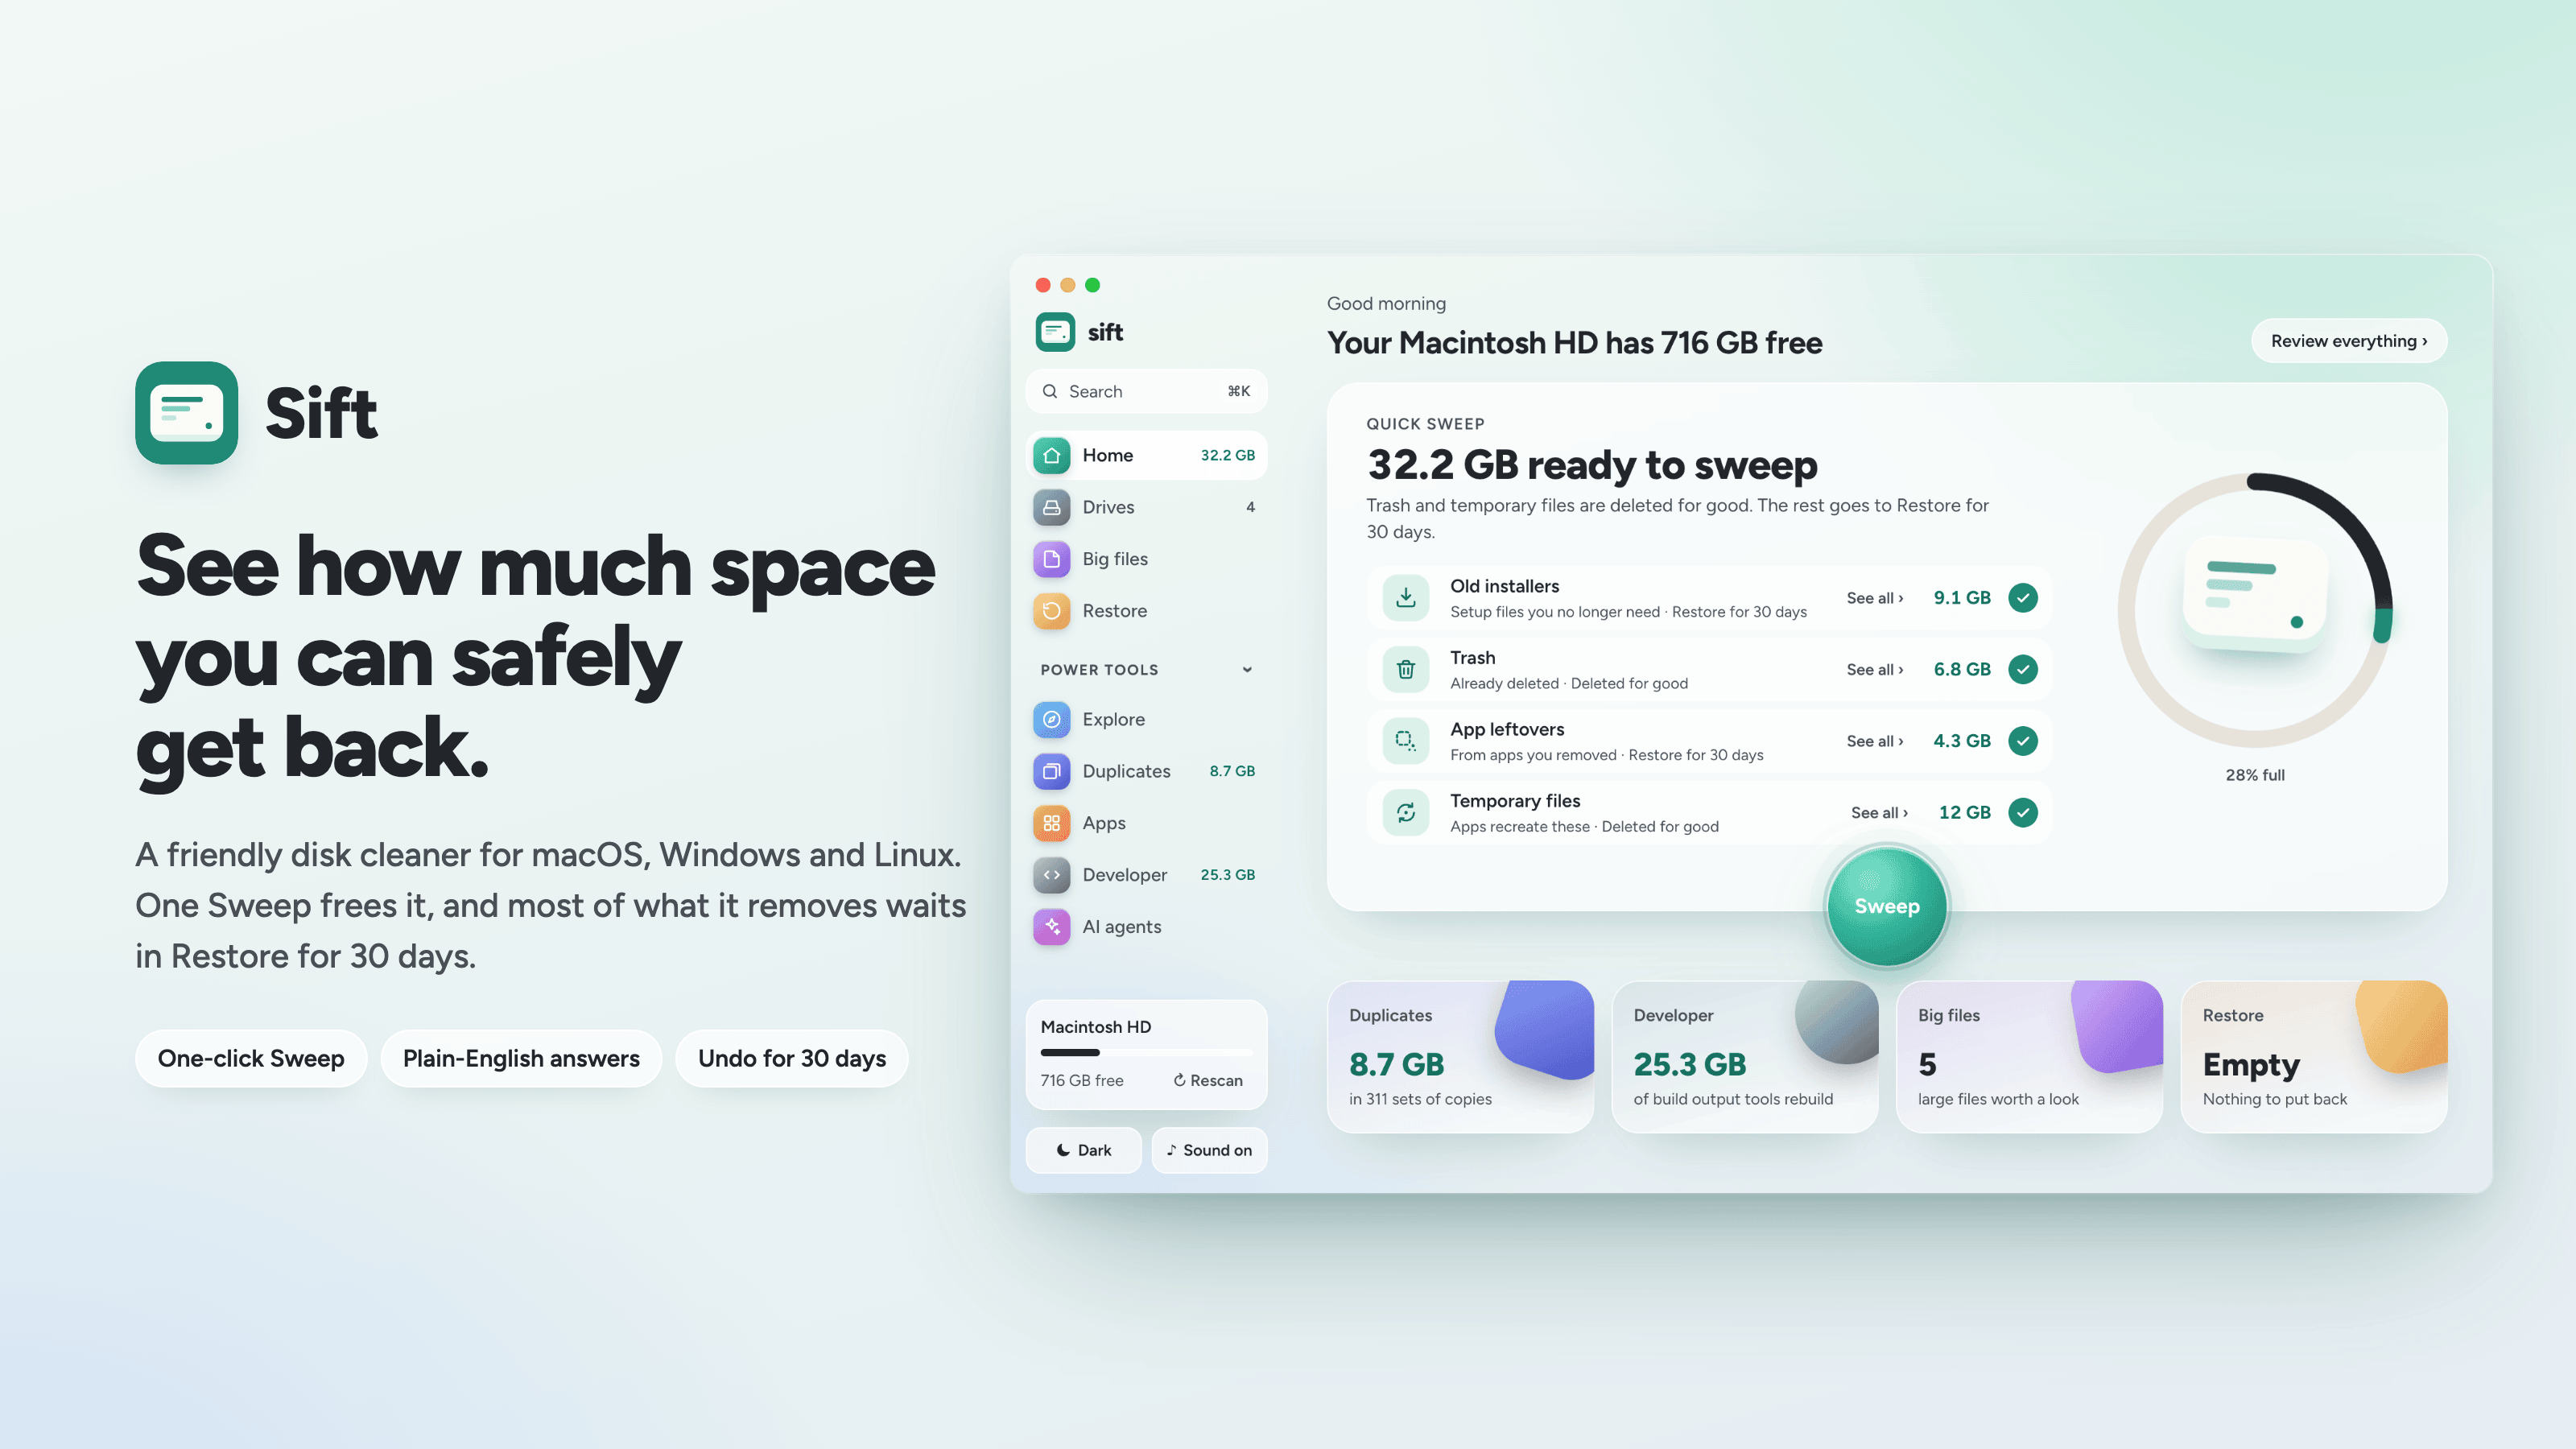 Sift
See how much space
you can safely
get back.
A friendly disk cleaner for macOS, Windows and Linux.
One Sweep frees it, and most of what it removes waits
in Restore for 30 days.
One-click Sweep
Plain-English answers
Undo for 30 days
sift
Search ⌘K
Home 32.2 GB
Drives 4
Big files
Restore
POWER TOOLS
Explore
Duplicates 8.7 GB
Apps
Developer 25.3 GB
AI agents
Macintosh HD
716 GB free
Rescan
Dark
Sound on
Good morning
Your Macintosh HD has 716 GB free
Review everything ›
QUICK SWEEP
32.2 GB ready to sweep
Trash and temporary files are deleted for good. The rest goes to Restore for
30 days.
Old installers
Setup files you no longer need · Restore for 30 days
See all › 9.1 GB
Trash
Already deleted · Deleted for good
See all › 6.8 GB
App leftovers
From apps you removed · Restore for 30 days
See all › 4.3 GB
Temporary files
Apps recreate these · Deleted for good
See all › 12 GB
28% full
Sweep
Duplicates
8.7 GB
in 311 sets of copies
Developer
25.3 GB
of build output tools rebuild
Big files
5
large files worth a look
Restore
Empty
Nothing to put back